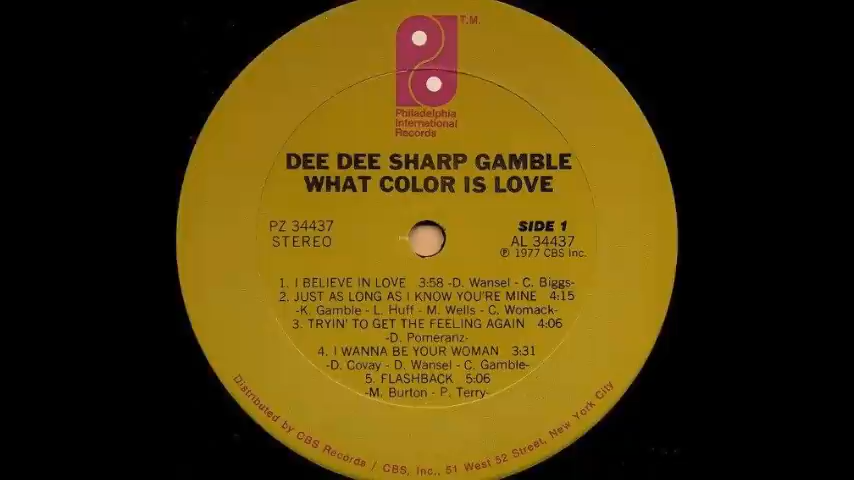 T.M.
Philadelphia
International
Records
DEE DEE SHARP GAMBLE
WHAT COLOR IS LOVE
PZ 34437
STEREO
SIDE 1
AL 34437
℗ 1977 CBS Inc.
1. I BELIEVE IN LOVE 3:58 -D. Wansel - C. Biggs-
2. JUST AS LONG AS I KNOW YOU'RE MINE 4:15
-K. Gamble - L. Huff - M. Wells - C. Womack-
3. TRYIN' TO GET THE FEELING AGAIN 4:06
-D. Pomeranz-
4. I WANNA BE YOUR WOMAN 3:31
-D. Covay - D. Wansel - C. Gamble-
5. FLASHBACK 5:06
-M. Burton - P. Terry-
Distributed by CBS Records / CBS, Inc., 51 West 52 Street, New York City